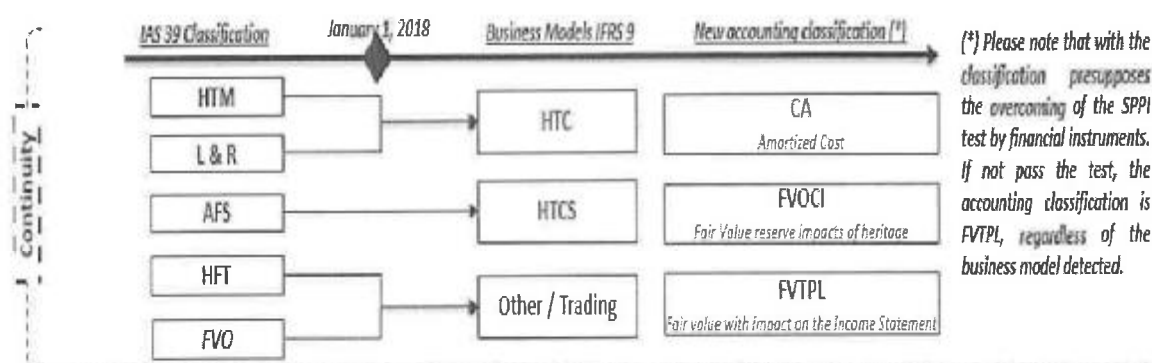 IAS 39 Classification
January 1, 2018
Business Models IFRS 9
New accounting classification (*)
Continuity
HTM
L & R
AFS
HFT
FVO
HTC
HTCS
Other / Trading
CA
Amortized Cost
FVOCI
Fair Value reserve impacts of heritage
FVTPL
Fair value with impact on the Income Statement
(*) Please note that with the
classification presupposes
the overcoming of the SPPI
test by financial instruments.
If not pass the test, the
accounting classification is
FVTPL, regardless of the
business model detected.